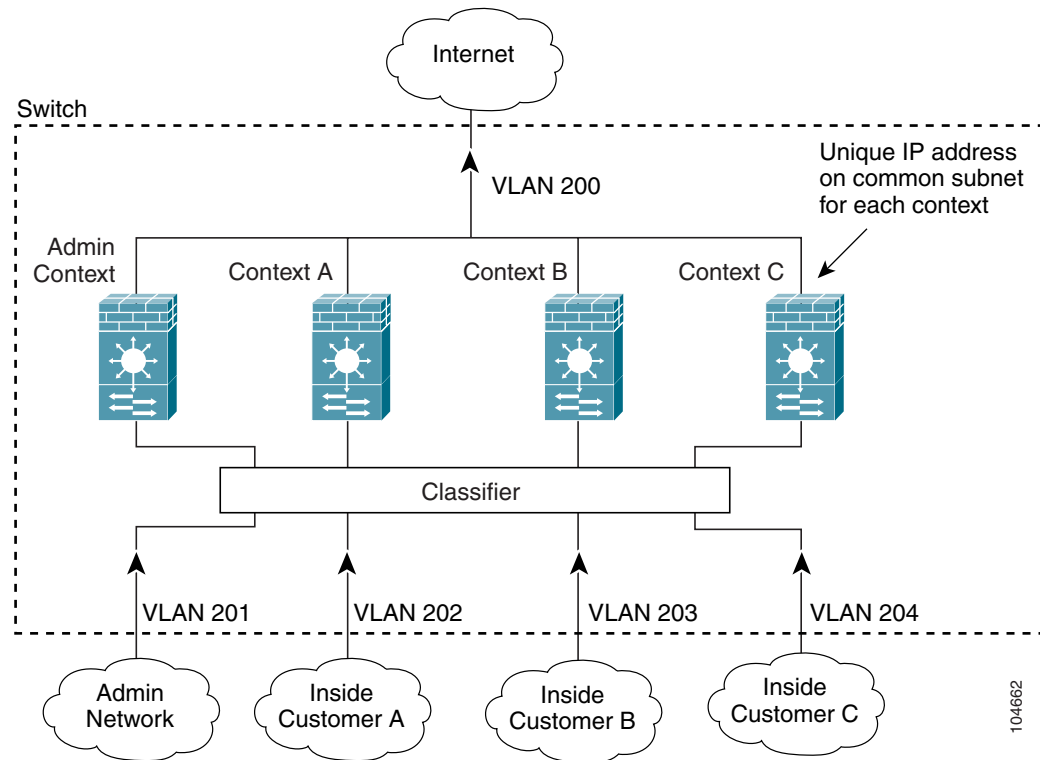 Internet
Switch
VLAN 200
Unique IP address
on common subnet
for each context
Admin
Context
Context A
Context B
Context C
Classifier
VLAN 201
VLAN 202
VLAN 203
VLAN 204
Admin
Network
Inside
Customer A
Inside
Customer B
Inside
Customer C
104662